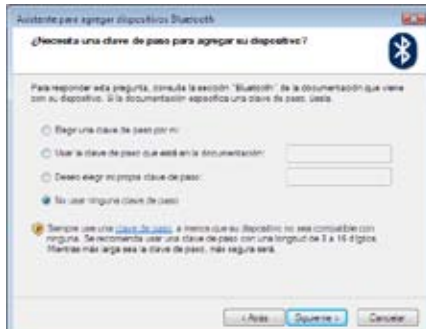 Asistente para agregar dispositivos Bluetooth
¿Necesita una clave de paso para agregar su dispositivo?
Para responder esta pregunta, consulte la sección "Bluetooth" de la documentación que viene
con su dispositivo. Si la documentación especifica una clave de paso, úsela.
Elegir una clave de paso por mí
Usar la clave de paso que está en la documentación:
Deseo elegir mi propia clave de paso:
No usar ninguna clave de paso
Siempre use una clave de paso, a menos que su dispositivo no sea compatible con
ninguna. Se recomienda usar una clave de paso con una longitud de 8 a 16 dígitos.
Mientras más larga sea la clave de paso, más segura será.
< Atrás Siguiente > Cancelar